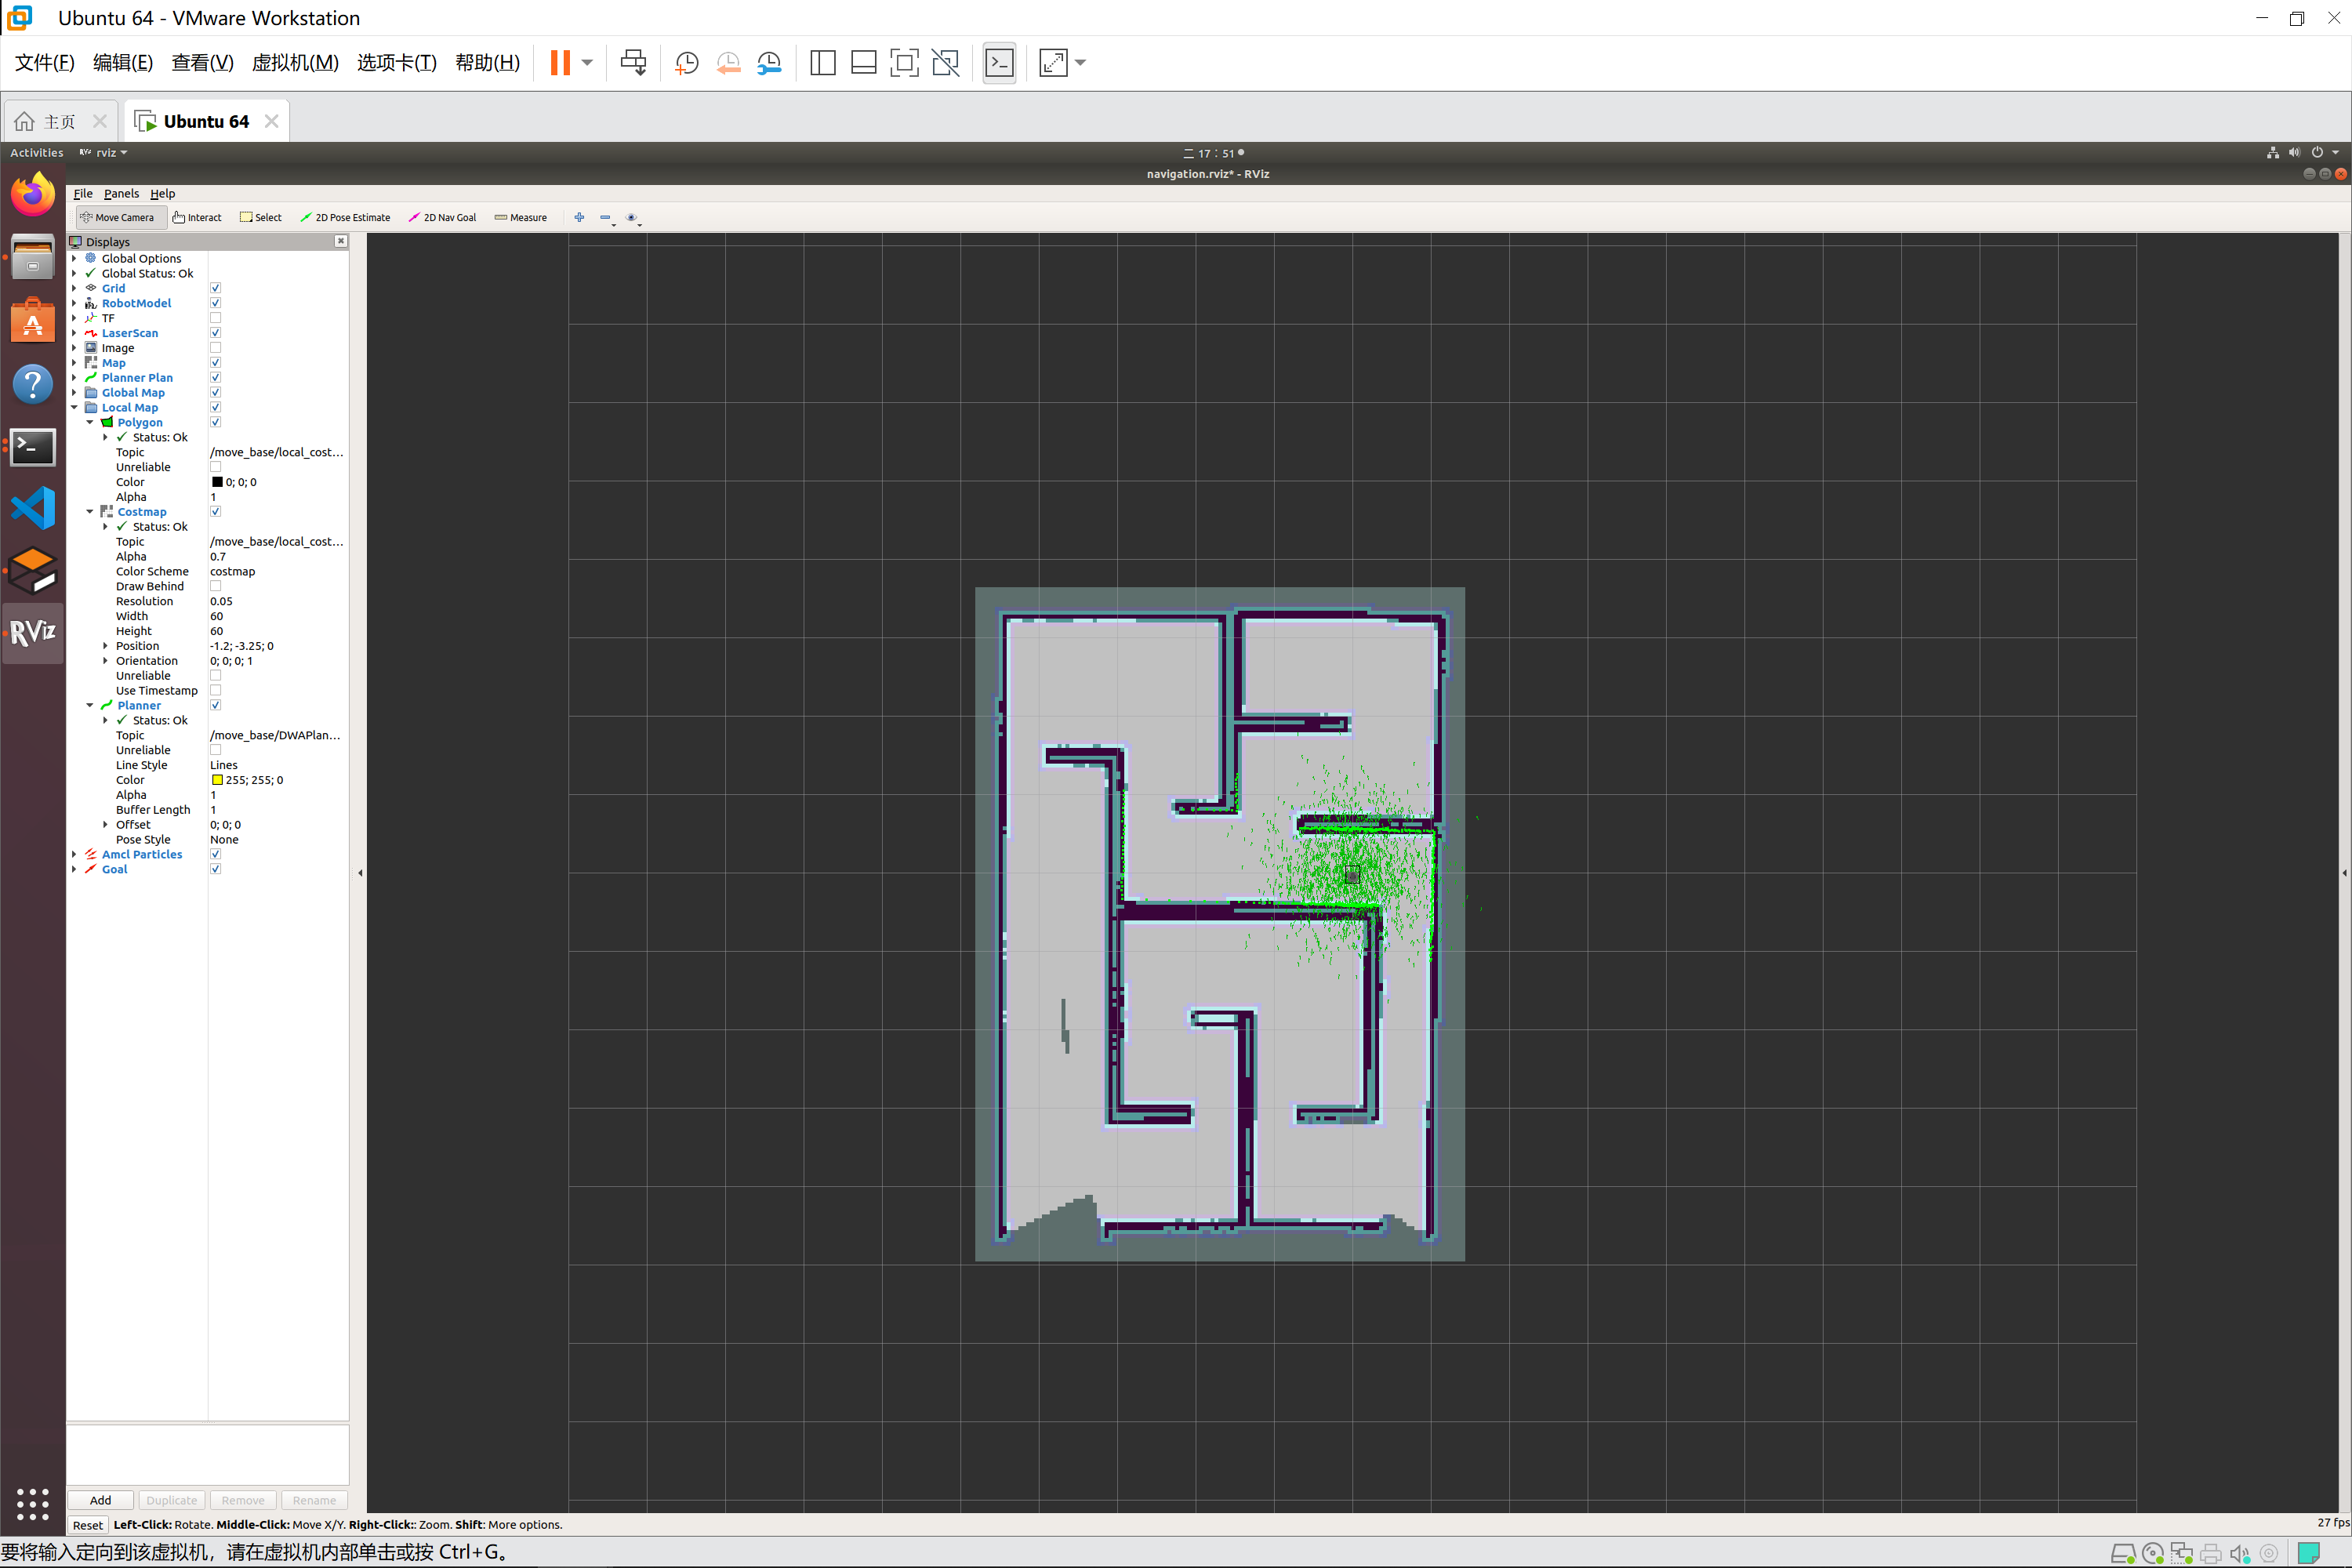 Ubuntu 64 - VMware Workstation
文件(F) 编辑(E) 查看(V) 虚拟机(M) 选项卡(T) 帮助(H)
主页 Ubuntu 64
Activities RViz rviz 二 17：51
navigation.rviz* - RViz
File Panels Help
Move Camera Interact Select 2D Pose Estimate 2D Nav Goal Measure
Displays
Global Options
Global Status: Ok
Grid
RobotModel
TF
LaserScan
Image
Map
Planner Plan
Global Map
Local Map
Polygon
Status: Ok
Topic /move_base/local_cost...
Unreliable
Color 0; 0; 0
Alpha 1
Costmap
Status: Ok
Topic /move_base/local_cost...
Alpha 0.7
Color Scheme costmap
Draw Behind
Resolution 0.05
Width 60
Height 60
Position -1.2; -3.25; 0
Orientation 0; 0; 0; 1
Unreliable
Use Timestamp
Planner
Status: Ok
Topic /move_base/DWAPlan...
Unreliable
Line Style Lines
Color 255; 255; 0
Alpha 1
Buffer Length 1
Offset 0; 0; 0
Pose Style None
Amcl Particles
Goal
RViz
Add Duplicate Remove Rename
Reset Left-Click: Rotate. Middle-Click: Move X/Y. Right-Click:: Zoom. Shift: More options.
27 fps
要将输入定向到该虚拟机，请在虚拟机内部单击或按 Ctrl+G。